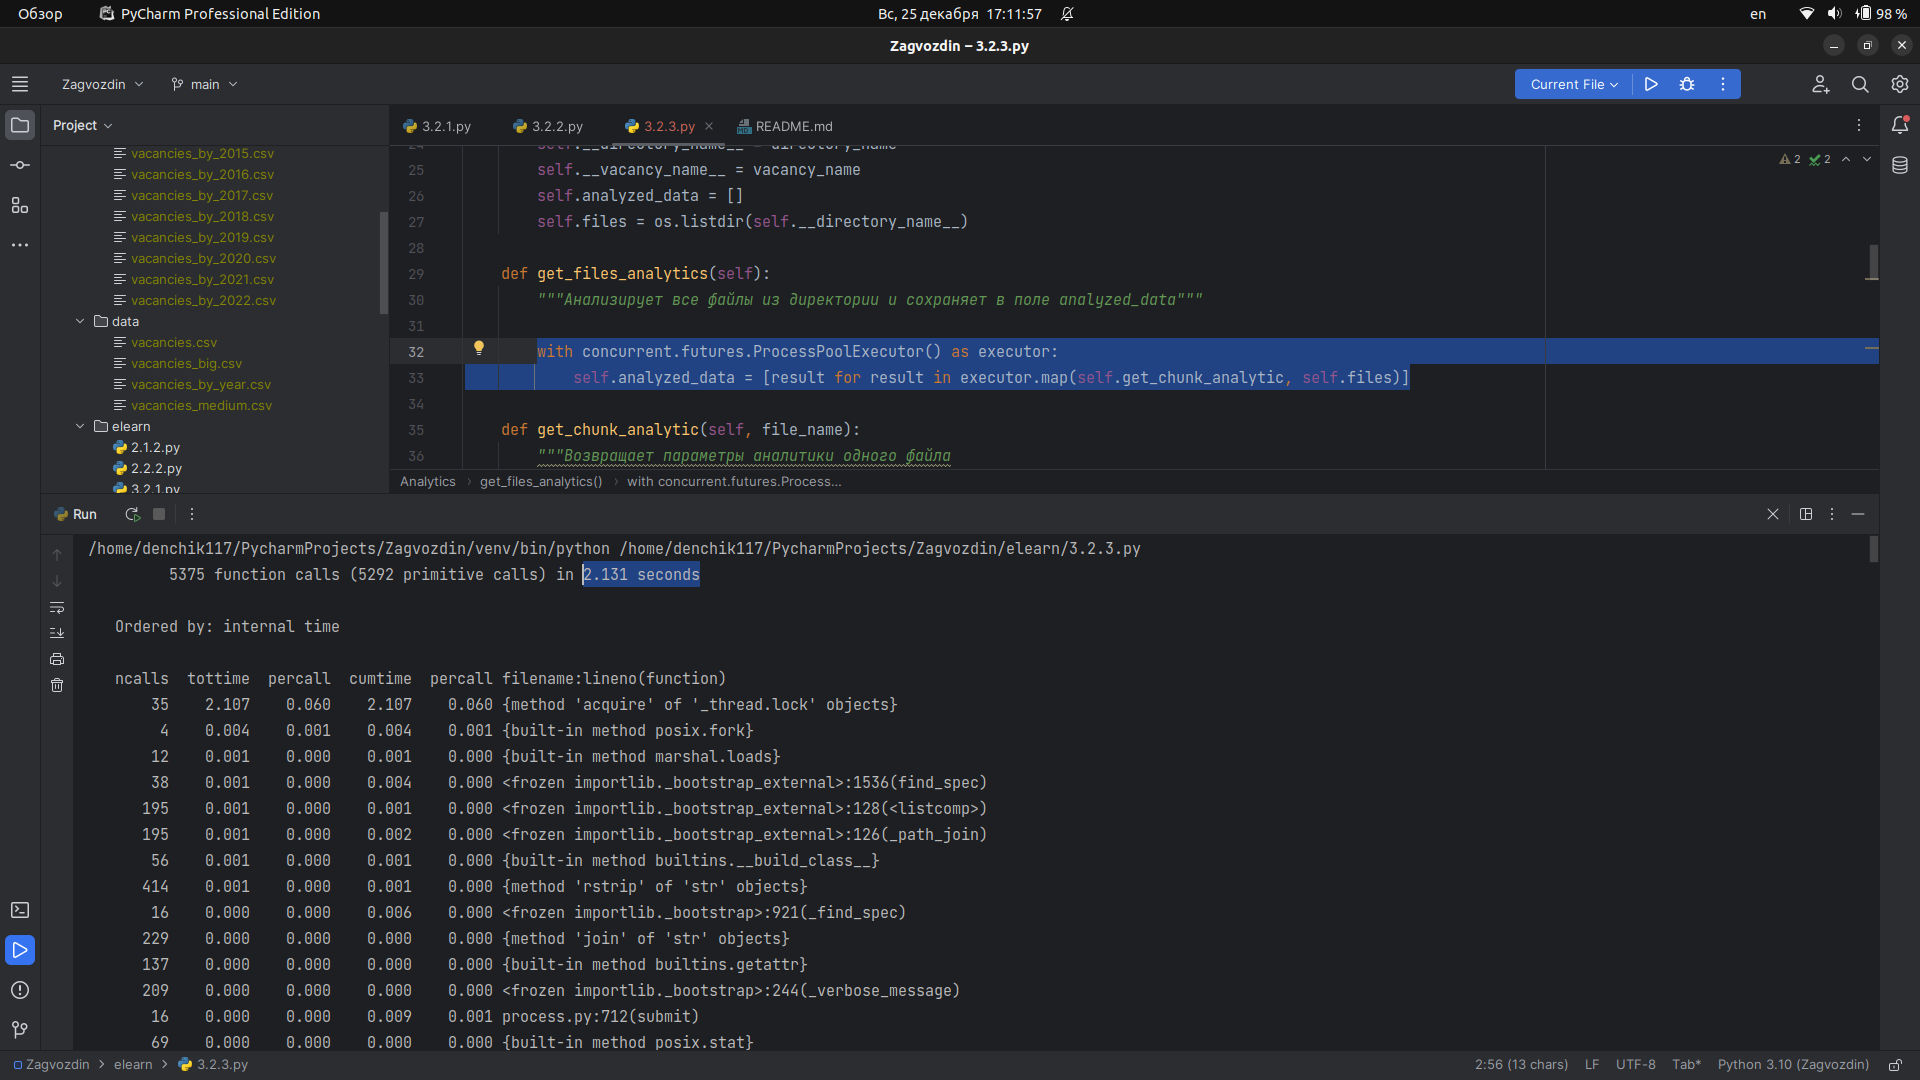 Обзор
PyCharm Professional Edition
Вс, 25 декабря 17:11:57
en
98 %
Zagvozdin – 3.2.3.py
Zagvozdin
main
Current File
Project
vacancies_by_2015.csv
vacancies_by_2016.csv
vacancies_by_2017.csv
vacancies_by_2018.csv
vacancies_by_2019.csv
vacancies_by_2020.csv
vacancies_by_2021.csv
vacancies_by_2022.csv
data
vacancies.csv
vacancies_big.csv
vacancies_by_year.csv
vacancies_medium.csv
elearn
2.1.2.py
2.2.2.py
3.2.1.py
3.2.1.py 3.2.2.py 3.2.3.py README.md
2 2
24 self.__directory_name__ = directory_name
25 self.__vacancy_name__ = vacancy_name
26 self.analyzed_data = []
27 self.files = os.listdir(self.__directory_name__)
28
29 def get_files_analytics(self):
30 """Анализирует все файлы из директории и сохраняет в поле analyzed_data"""
31
32 with concurrent.futures.ProcessPoolExecutor() as executor:
33 self.analyzed_data = [result for result in executor.map(self.get_chunk_analytic, self.files)]
34
35 def get_chunk_analytic(self, file_name):
36 """Возвращает параметры аналитики одного файла
Analytics › get_files_analytics() › with concurrent.futures.Process...
Run
/home/denchik117/PycharmProjects/Zagvozdin/venv/bin/python /home/denchik117/PycharmProjects/Zagvozdin/elearn/3.2.3.py
5375 function calls (5292 primitive calls) in 2.131 seconds
Ordered by: internal time
ncalls tottime percall cumtime percall filename:lineno(function)
35 2.107 0.060 2.107 0.060 {method 'acquire' of '_thread.lock' objects}
4 0.004 0.001 0.004 0.001 {built-in method posix.fork}
12 0.001 0.000 0.001 0.000 {built-in method marshal.loads}
38 0.001 0.000 0.004 0.000 <frozen importlib._bootstrap_external>:1536(find_spec)
195 0.001 0.000 0.001 0.000 <frozen importlib._bootstrap_external>:128(<listcomp>)
195 0.001 0.000 0.002 0.000 <frozen importlib._bootstrap_external>:126(_path_join)
56 0.001 0.000 0.001 0.000 {built-in method builtins.__build_class__}
414 0.001 0.000 0.001 0.000 {method 'rstrip' of 'str' objects}
16 0.000 0.000 0.006 0.000 <frozen importlib._bootstrap>:921(_find_spec)
229 0.000 0.000 0.000 0.000 {method 'join' of 'str' objects}
137 0.000 0.000 0.000 0.000 {built-in method builtins.getattr}
209 0.000 0.000 0.000 0.000 <frozen importlib._bootstrap>:244(_verbose_message)
16 0.000 0.000 0.009 0.001 process.py:712(submit)
69 0.000 0.000 0.000 0.000 {built-in method posix.stat}
Zagvozdin › elearn › 3.2.3.py
2:56 (13 chars) LF UTF-8 Tab* Python 3.10 (Zagvozdin)